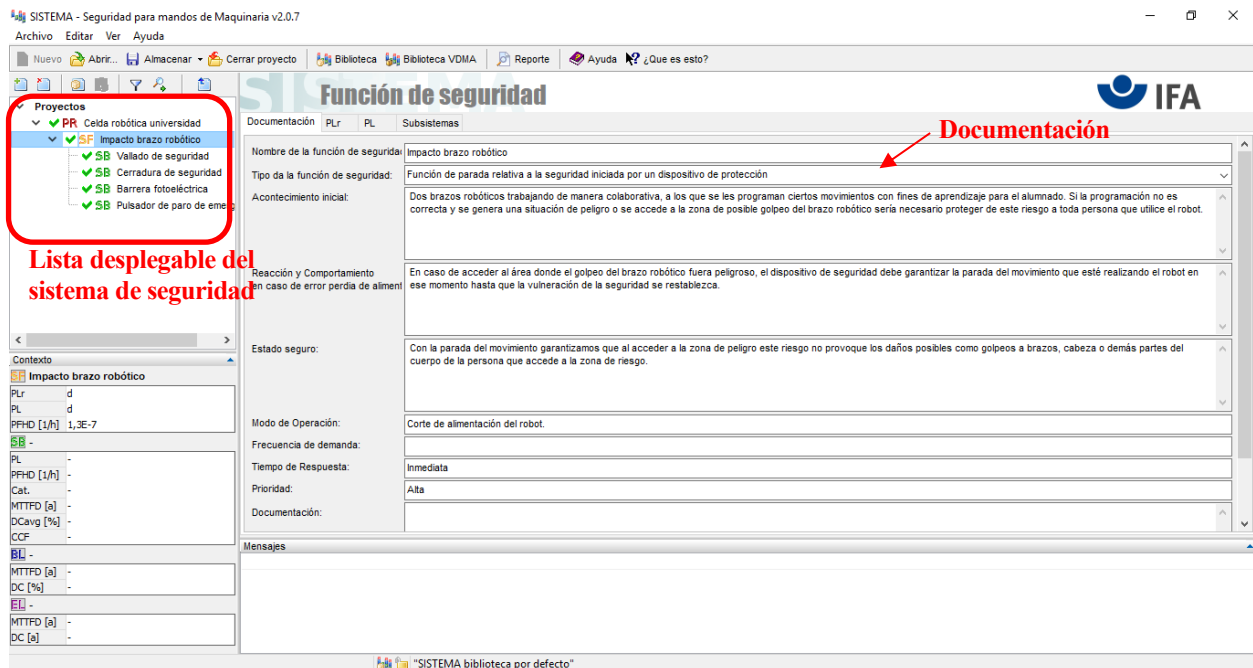 SISTEMA - Seguridad para mandos de Maquinaria v2.0.7
Archivo Editar Ver Ayuda
Nuevo Abrir... Almacenar Cerrar proyecto Biblioteca Biblioteca VDMA Reporte Ayuda ¿Que es esto?
SISTEMA
Función de seguridad
IFA
Proyectos
PR Celda robótica universidad
SF Impacto brazo robótico
SB Vallado de seguridad
SB Cerradura de seguridad
SB Barrera fotoeléctrica
SB Pulsador de paro de emerg
Lista desplegable del
sistema de seguridad
Documentación PLr PL Subsistemas
Documentación
Nombre de la función de seguridad Impacto brazo robótico
Tipo da la función de seguridad: Función de parada relativa a la seguridad iniciada por un dispositivo de protección
Acontecimiento inicial: Dos brazos robóticos trabajando de manera colaborativa, a los que se les programan ciertos movimientos con fines de aprendizaje para el alumnado. Si la programación no es
correcta y se genera una situación de peligro o se accede a la zona de posible golpeo del brazo robótico sería necesario proteger de este riesgo a toda persona que utilice el robot.
Reacción y Comportamiento En caso de acceder al área donde el golpeo del brazo robótico fuera peligroso, el dispositivo de seguridad debe garantizar la parada del movimiento que esté realizando el robot en
en caso de error perdia de aliment ese momento hasta que la vulneración de la seguridad se restablezca.
Estado seguro: Con la parada del movimiento garantizamos que al acceder a la zona de peligro este riesgo no provoque los daños posibles como golpeos a brazos, cabeza o demás partes del
cuerpo de la persona que accede a la zona de riesgo.
Modo de Operación: Corte de alimentación del robot.
Frecuencia de demanda:
Tiempo de Respuesta: Inmediata
Prioridad: Alta
Documentación:
Mensajes
Contexto
SF Impacto brazo robótico
PLr d
PL d
PFHD [1/h] 1,3E-7
SB -
PL -
PFHD [1/h] -
Cat. -
MTTFD [a] -
DCavg [%] -
CCF -
BL -
MTTFD [a] -
DC [%] -
EL -
MTTFD [a] -
DC [a] -
"SISTEMA biblioteca por defecto"